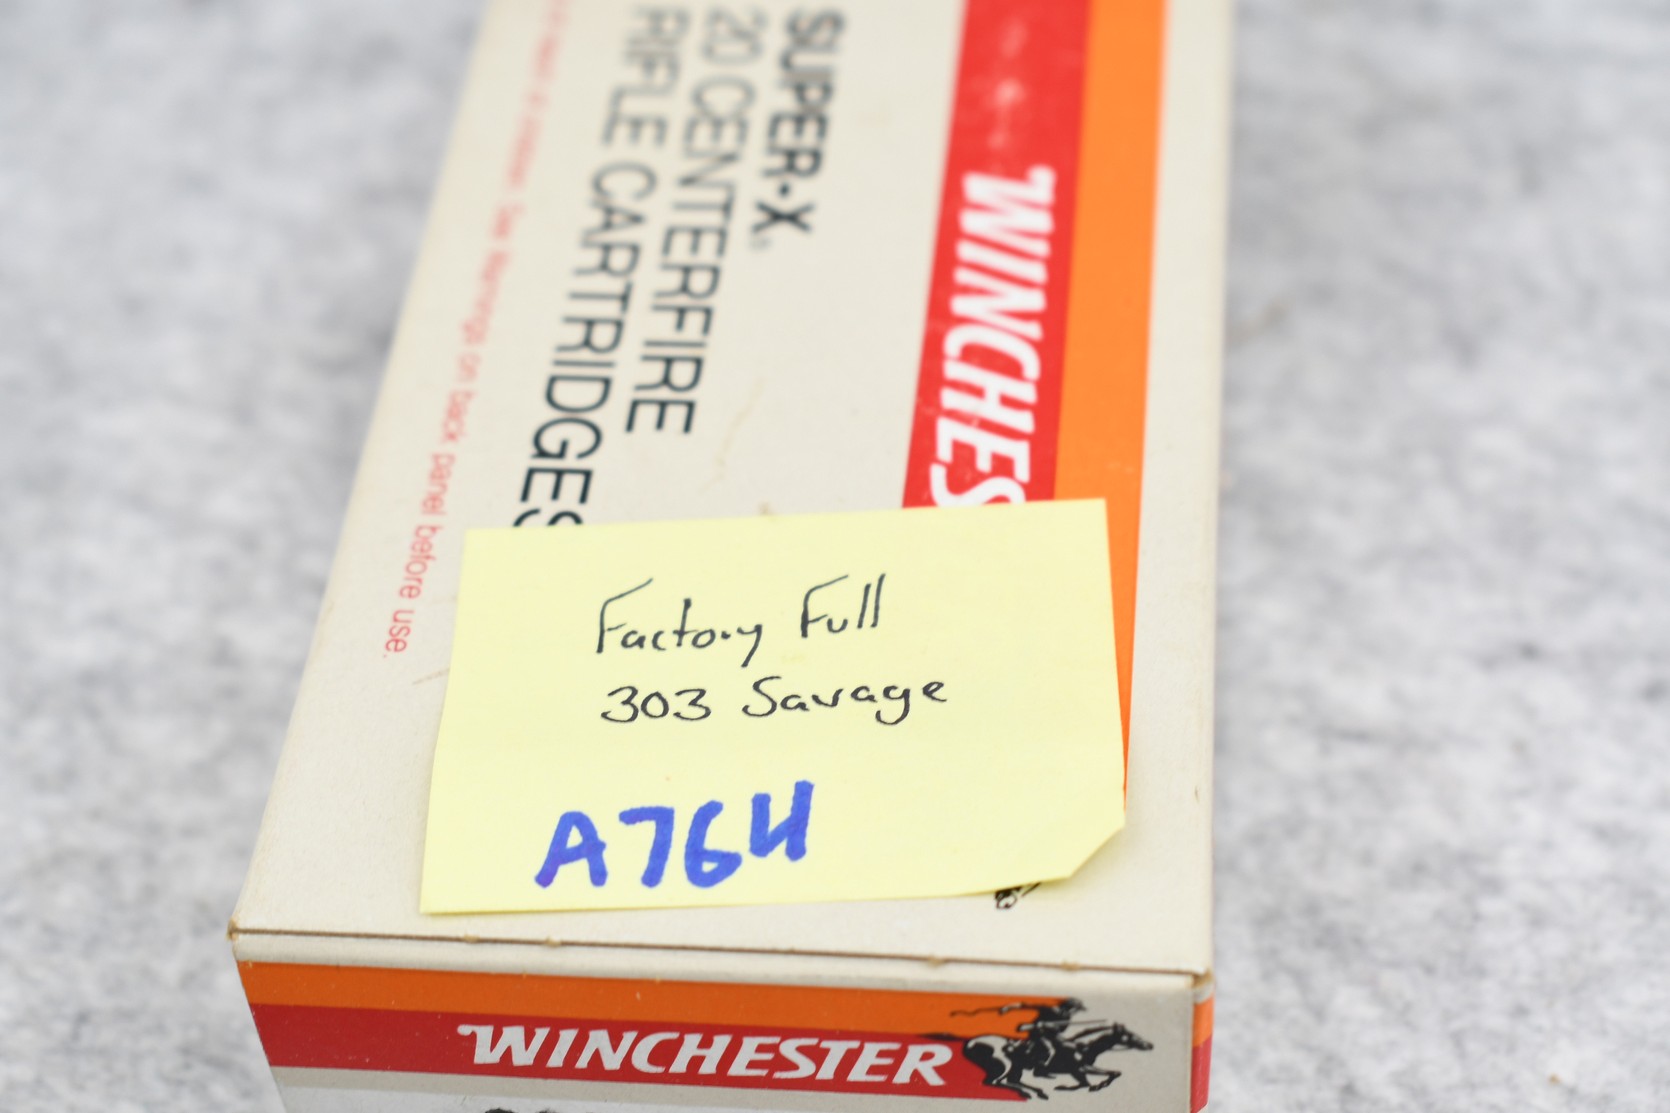 SUPER-X
20 CENTERFIRE
RIFLE CARTRIDGES
See Warnings on back panel before use.
WINCHES
Factory Full
303 Savage
A764
WINCHESTER